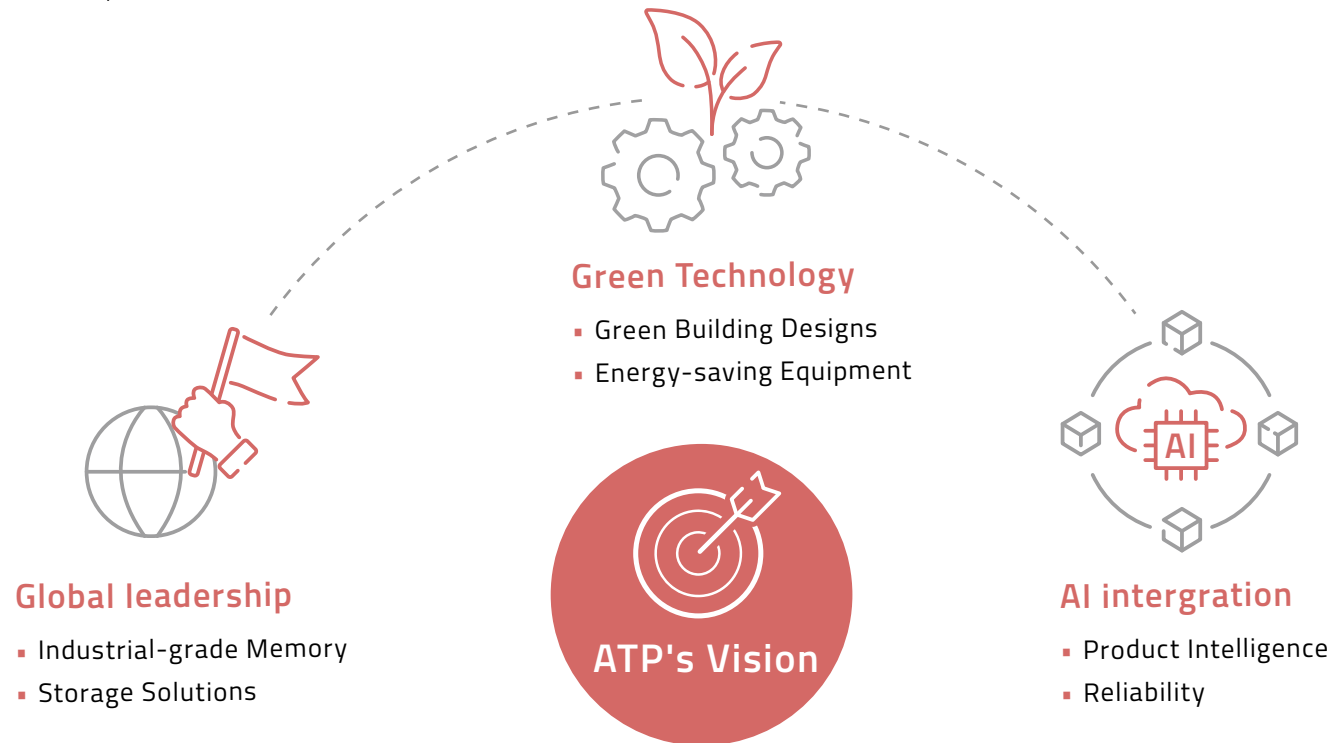 Green Technology
▪ Green Building Designs
▪ Energy-saving Equipment
AI
Global leadership
▪ Industrial-grade Memory
▪ Storage Solutions
ATP's Vision
AI intergration
▪ Product Intelligence
▪ Reliability